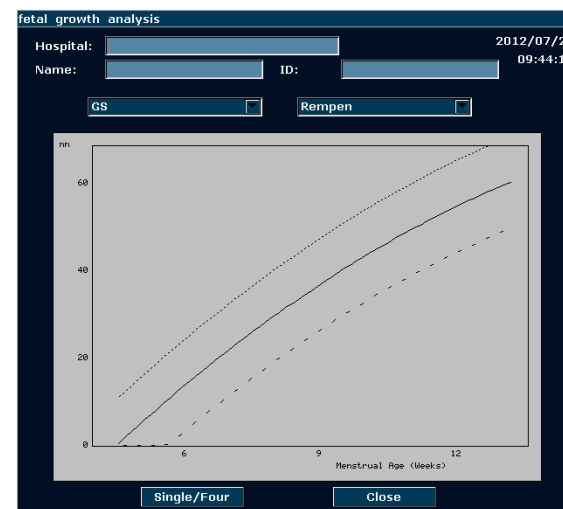 fetal growth analysis
Hospital:
2012/07/2
Name:
ID:
09:44:1
GS
Rempen
nn
60
40
20
0
6
9
12
Menstrual Age (Weeks)
Single/Four
Close